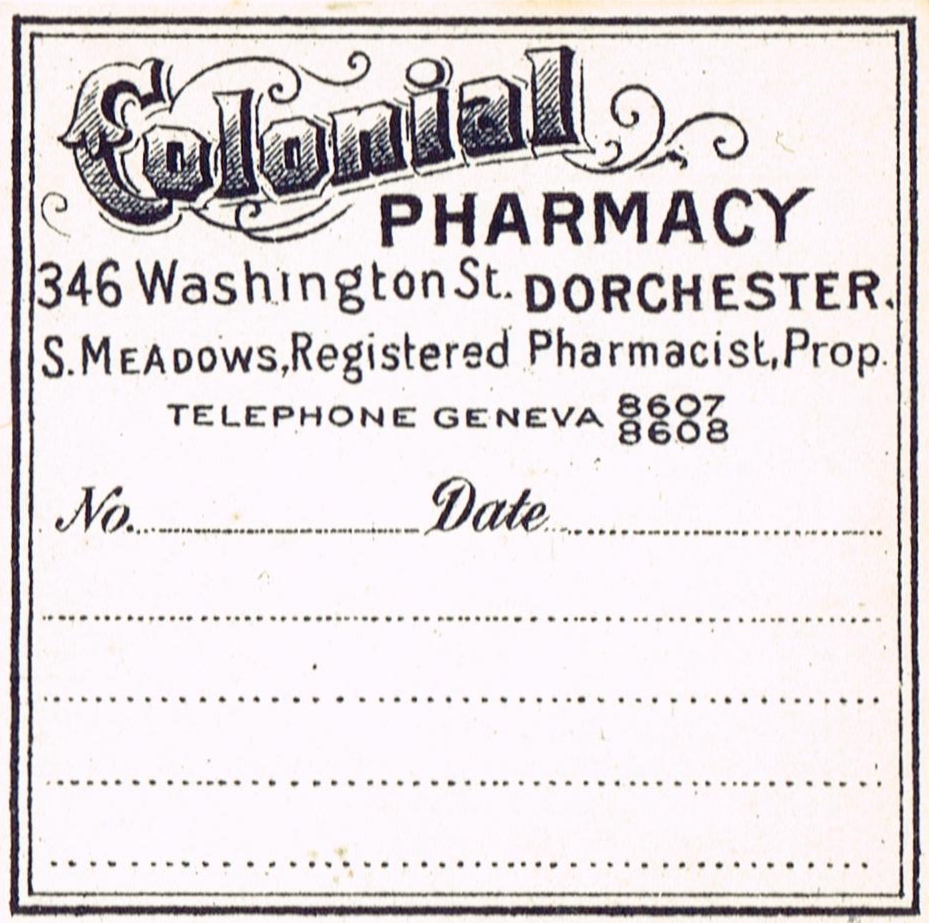 Colonial
PHARMACY
346 Washington St. DORCHESTER.
S. MEADOWS, Registered Pharmacist, Prop.
TELEPHONE GENEVA 8607
8608
No. Date